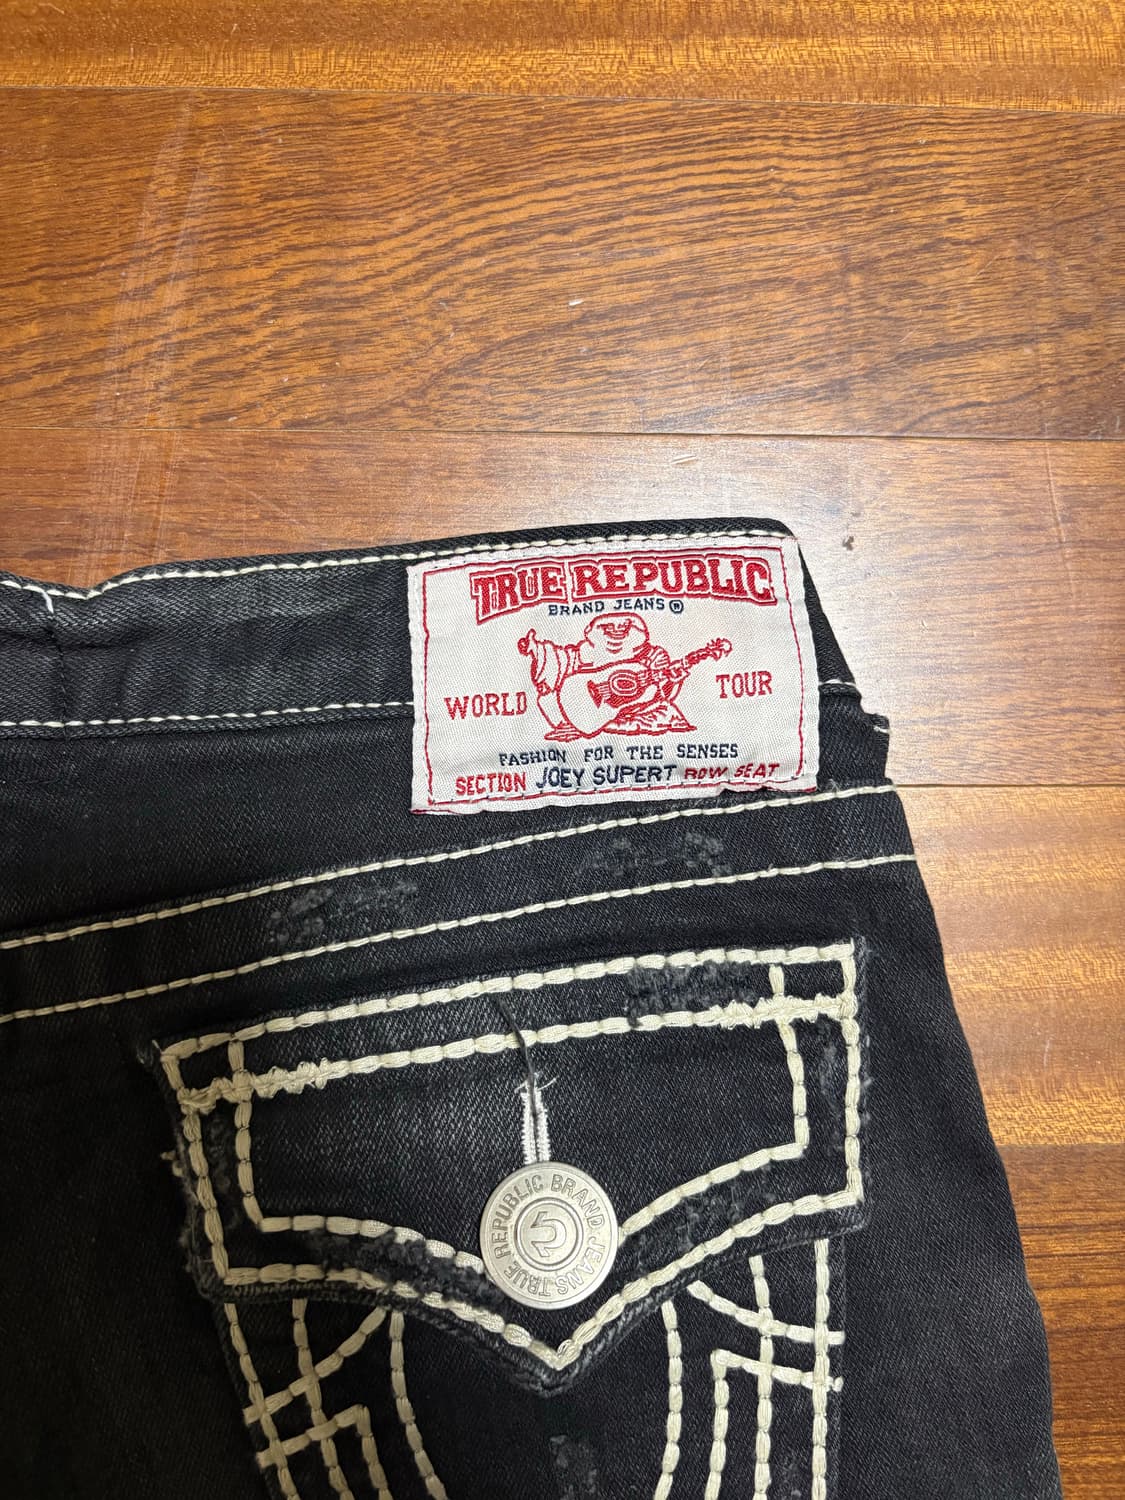 TRUE REPUBLIC
BRAND JEANS ®
WORLD TOUR
FASHION FOR THE SENSES
SECTION JOEY SUPERT ROW SEAT
TRUE REPUBLIC BRAND JEANS